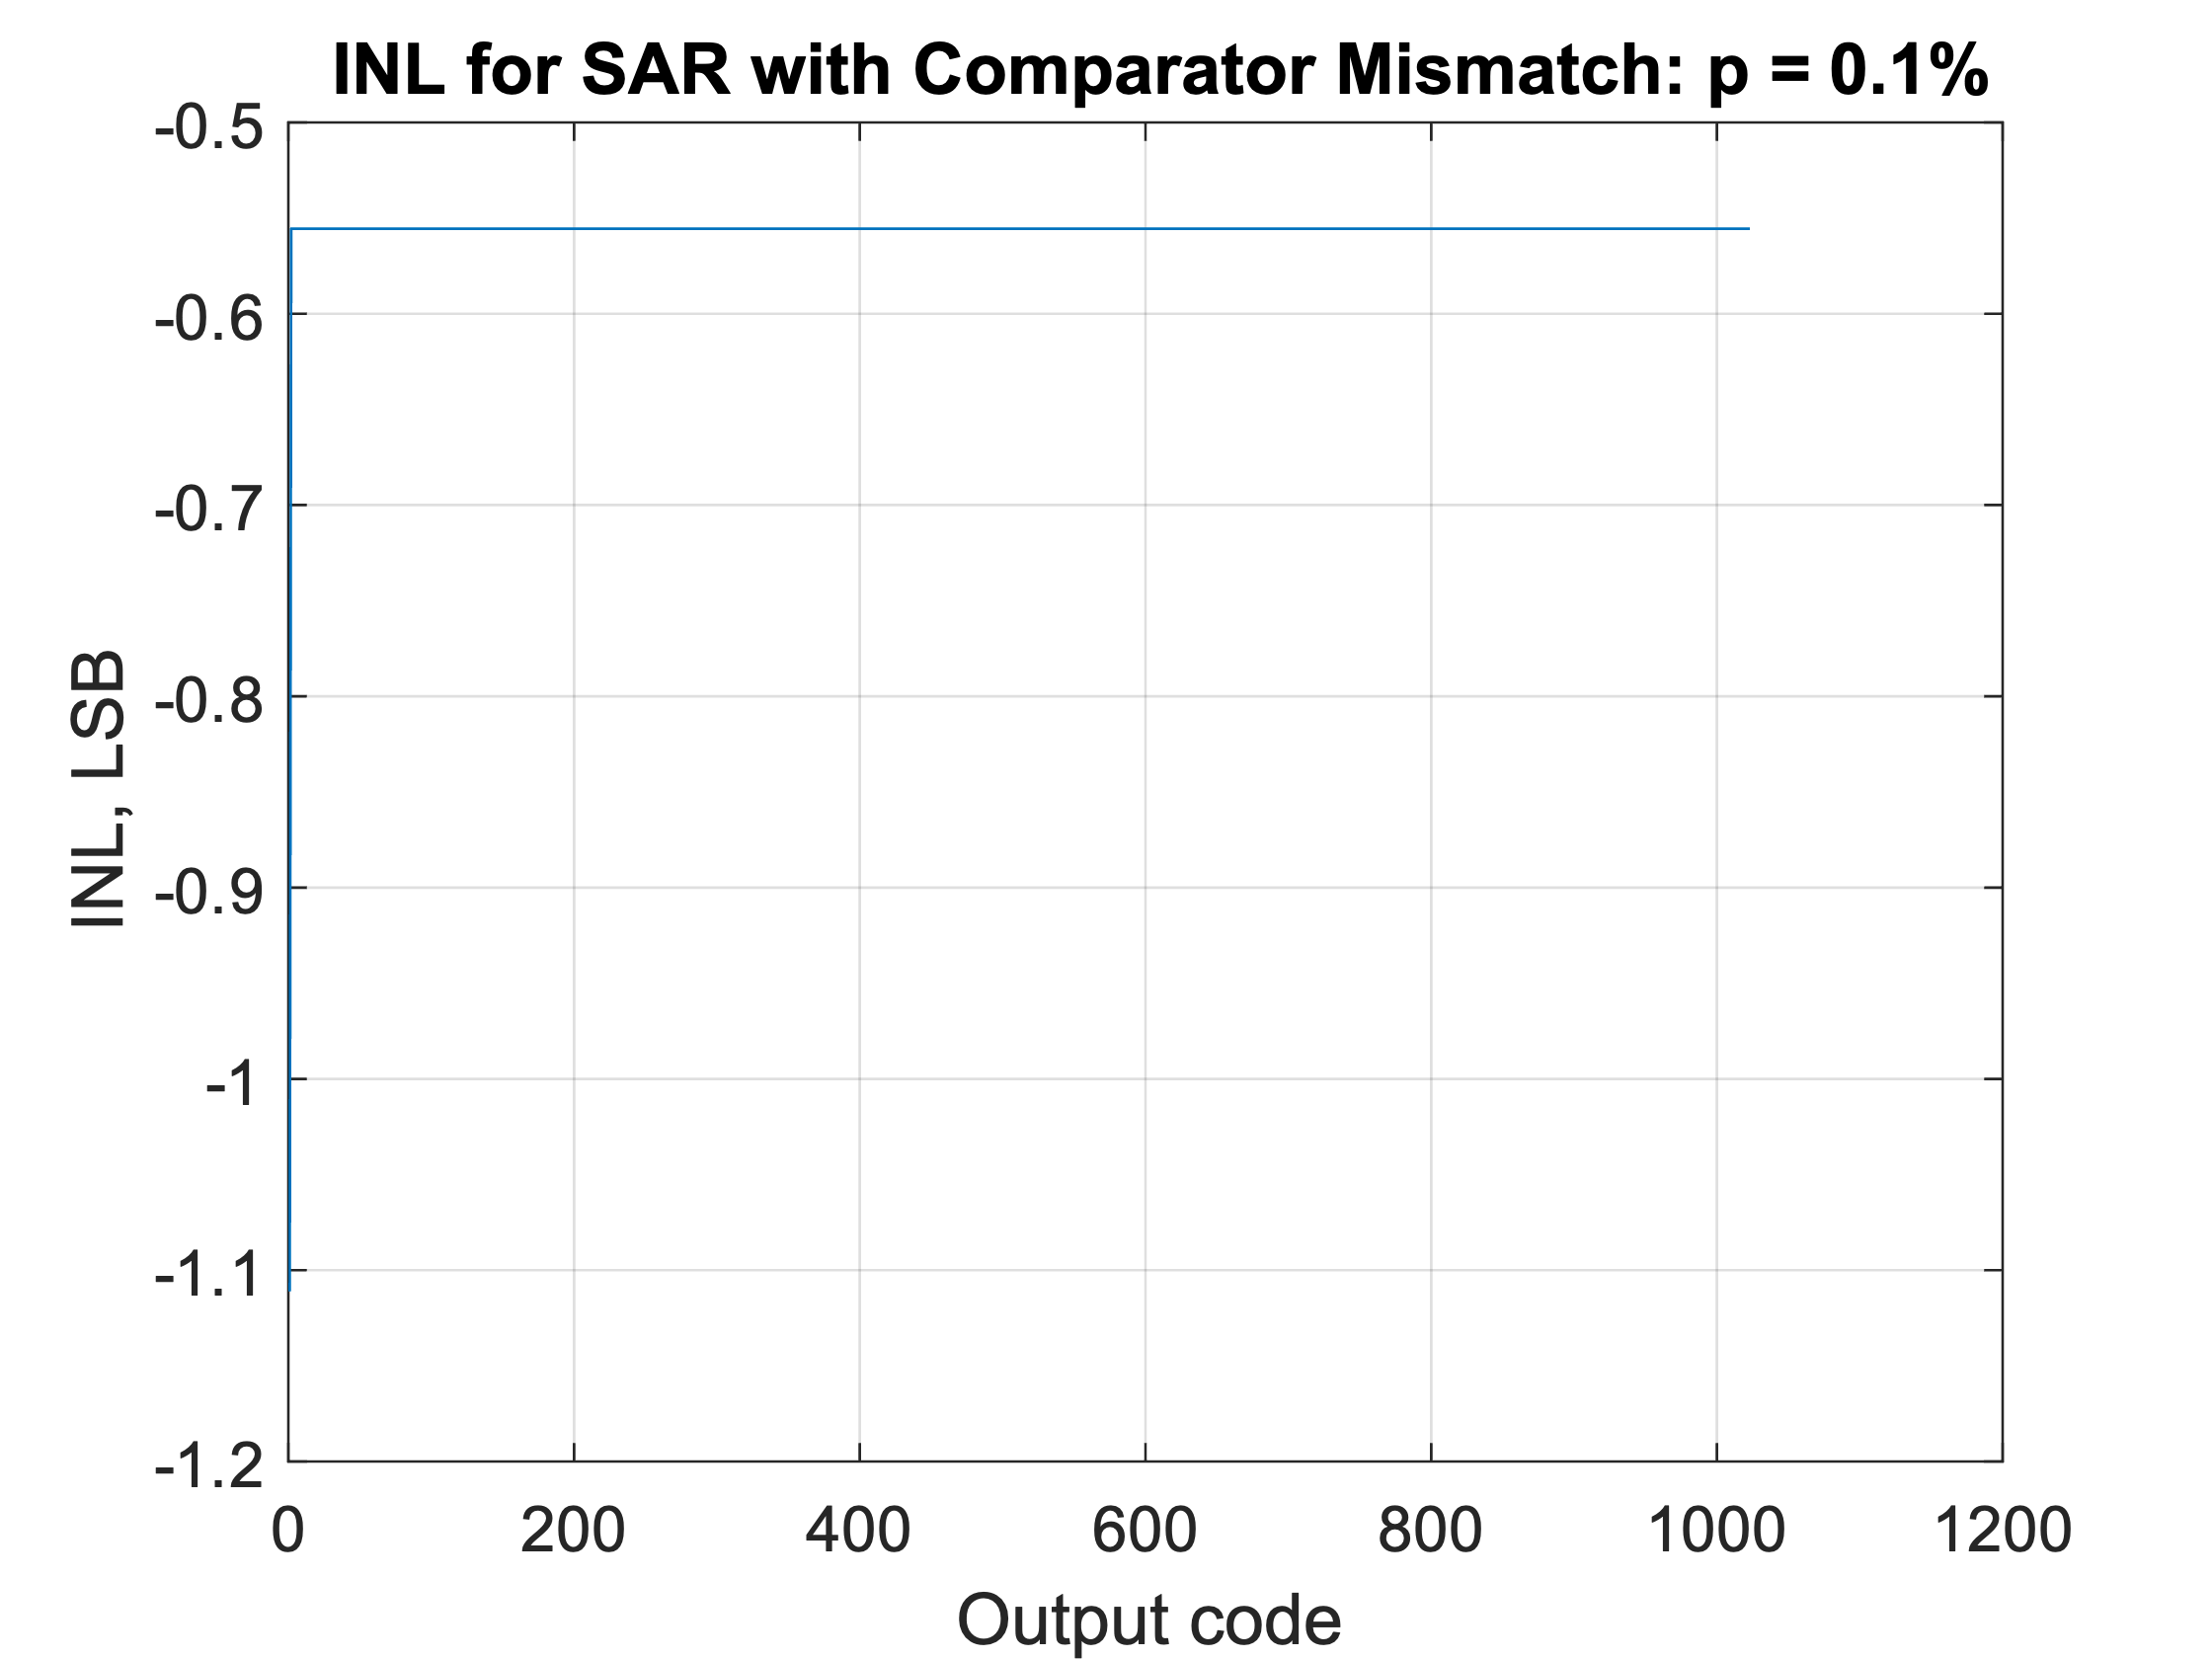 INL for SAR with Comparator Mismatch: p = 0.1%
-0.5
-0.6
-0.7
-0.8
-0.9
-1
-1.1
-1.2
INL, LSB
0 200 400 600 800 1000 1200
Output code